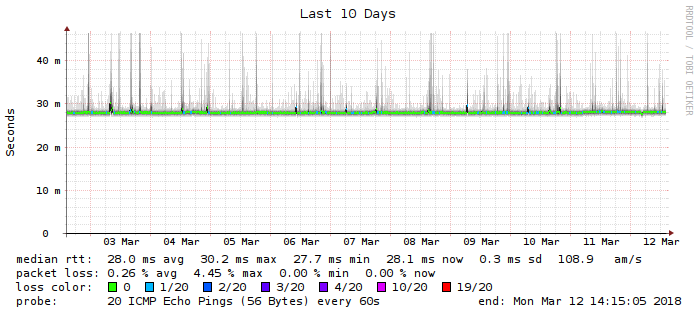 Last 10 Days
RRDTOOL / TOBI OETIKER
Seconds
40 m
30 m
20 m
10 m
0
03 Mar 04 Mar 05 Mar 06 Mar 07 Mar 08 Mar 09 Mar 10 Mar 11 Mar 12 Mar
median rtt: 28.0 ms avg 30.2 ms max 27.7 ms min 28.1 ms now 0.3 ms sd 108.9 am/s
packet loss: 0.26 % avg 4.45 % max 0.00 % min 0.00 % now
loss color: 0 1/20 2/20 3/20 4/20 10/20 19/20
probe: 20 ICMP Echo Pings (56 Bytes) every 60s end: Mon Mar 12 14:15:05 2018